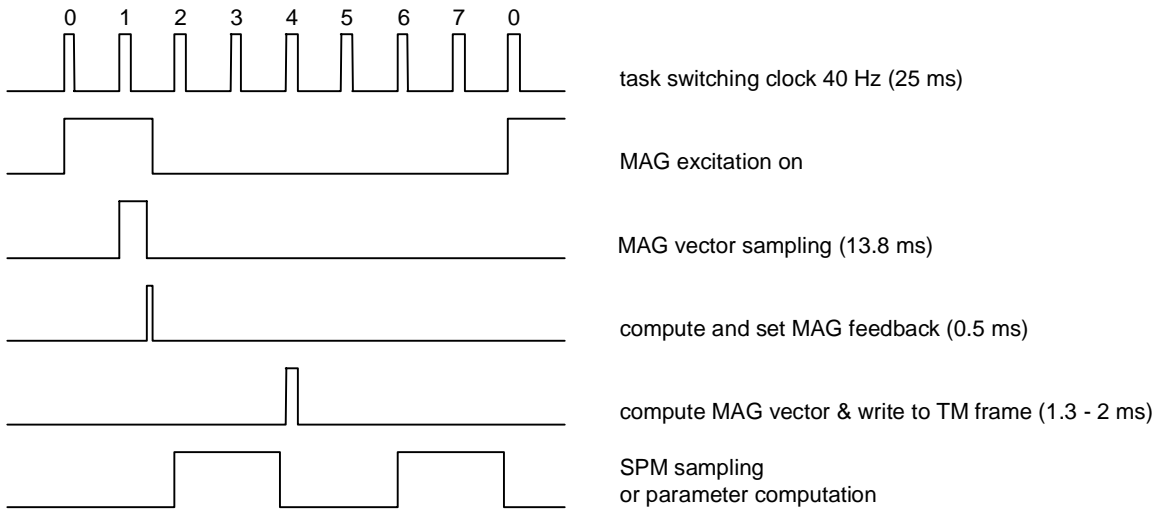 0 1 2 3 4 5 6 7 0
task switching clock 40 Hz (25 ms)
MAG excitation on
MAG vector sampling (13.8 ms)
compute and set MAG feedback (0.5 ms)
compute MAG vector & write to TM frame (1.3 - 2 ms)
SPM sampling
or parameter computation